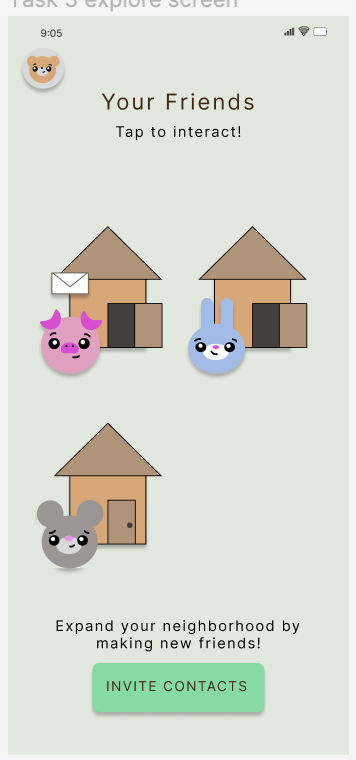 Task 3 explore screen
9:05
Your Friends
Tap to interact!
Expand your neighborhood by
making new friends!
INVITE CONTACTS